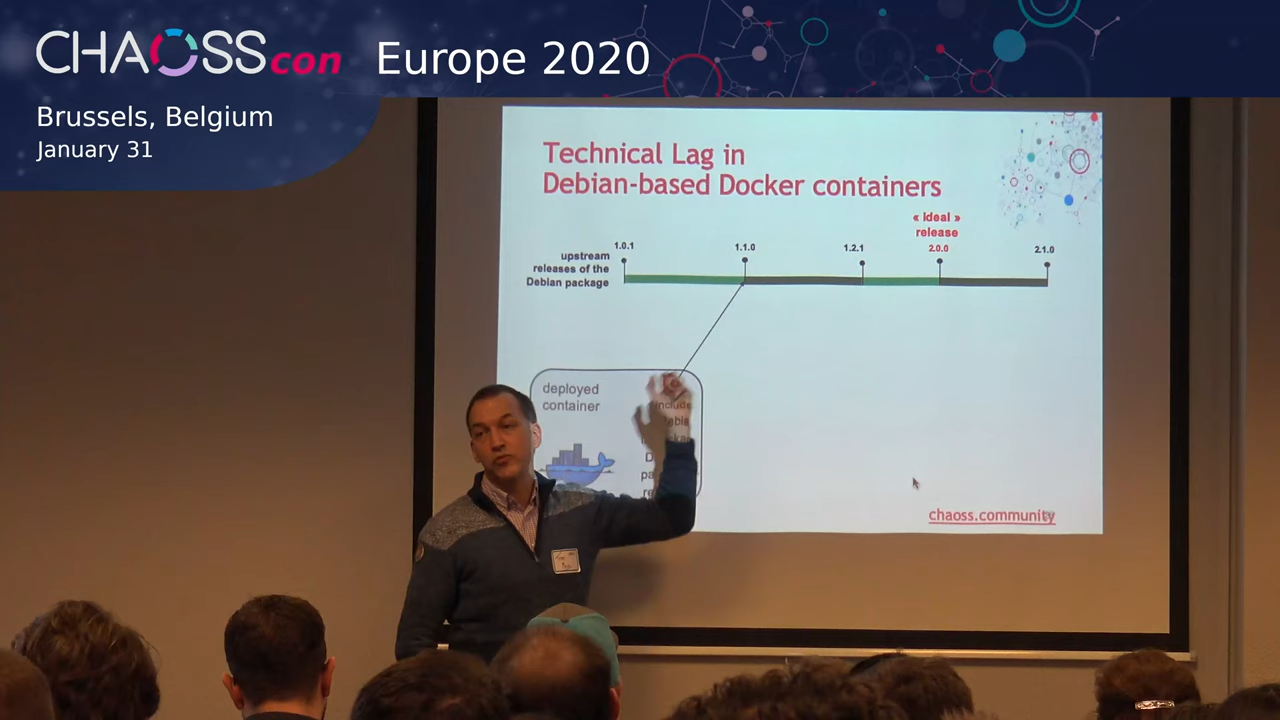 CHAOSScon Europe 2020
Brussels, Belgium
January 31
Technical Lag in
Debian-based Docker containers
« Ideal »
release
1.0.1 1.1.0 1.2.1 2.0.0 2.1.0
upstream
releases of the
Debian package
deployed
container
chaoss.community